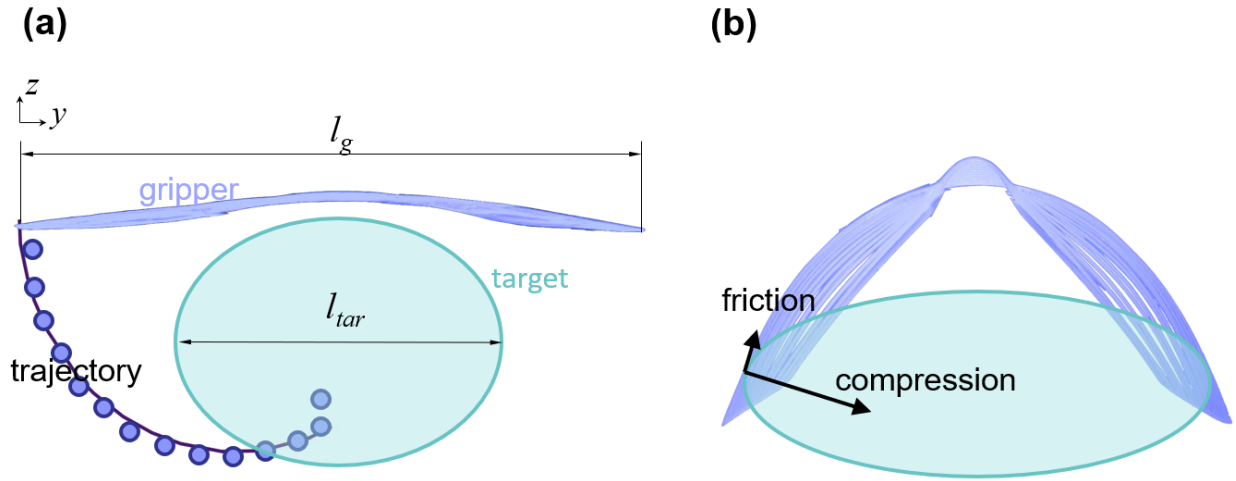 (a)
z
y
l_g
gripper
target
l_tar
trajectory
(b)
friction
compression